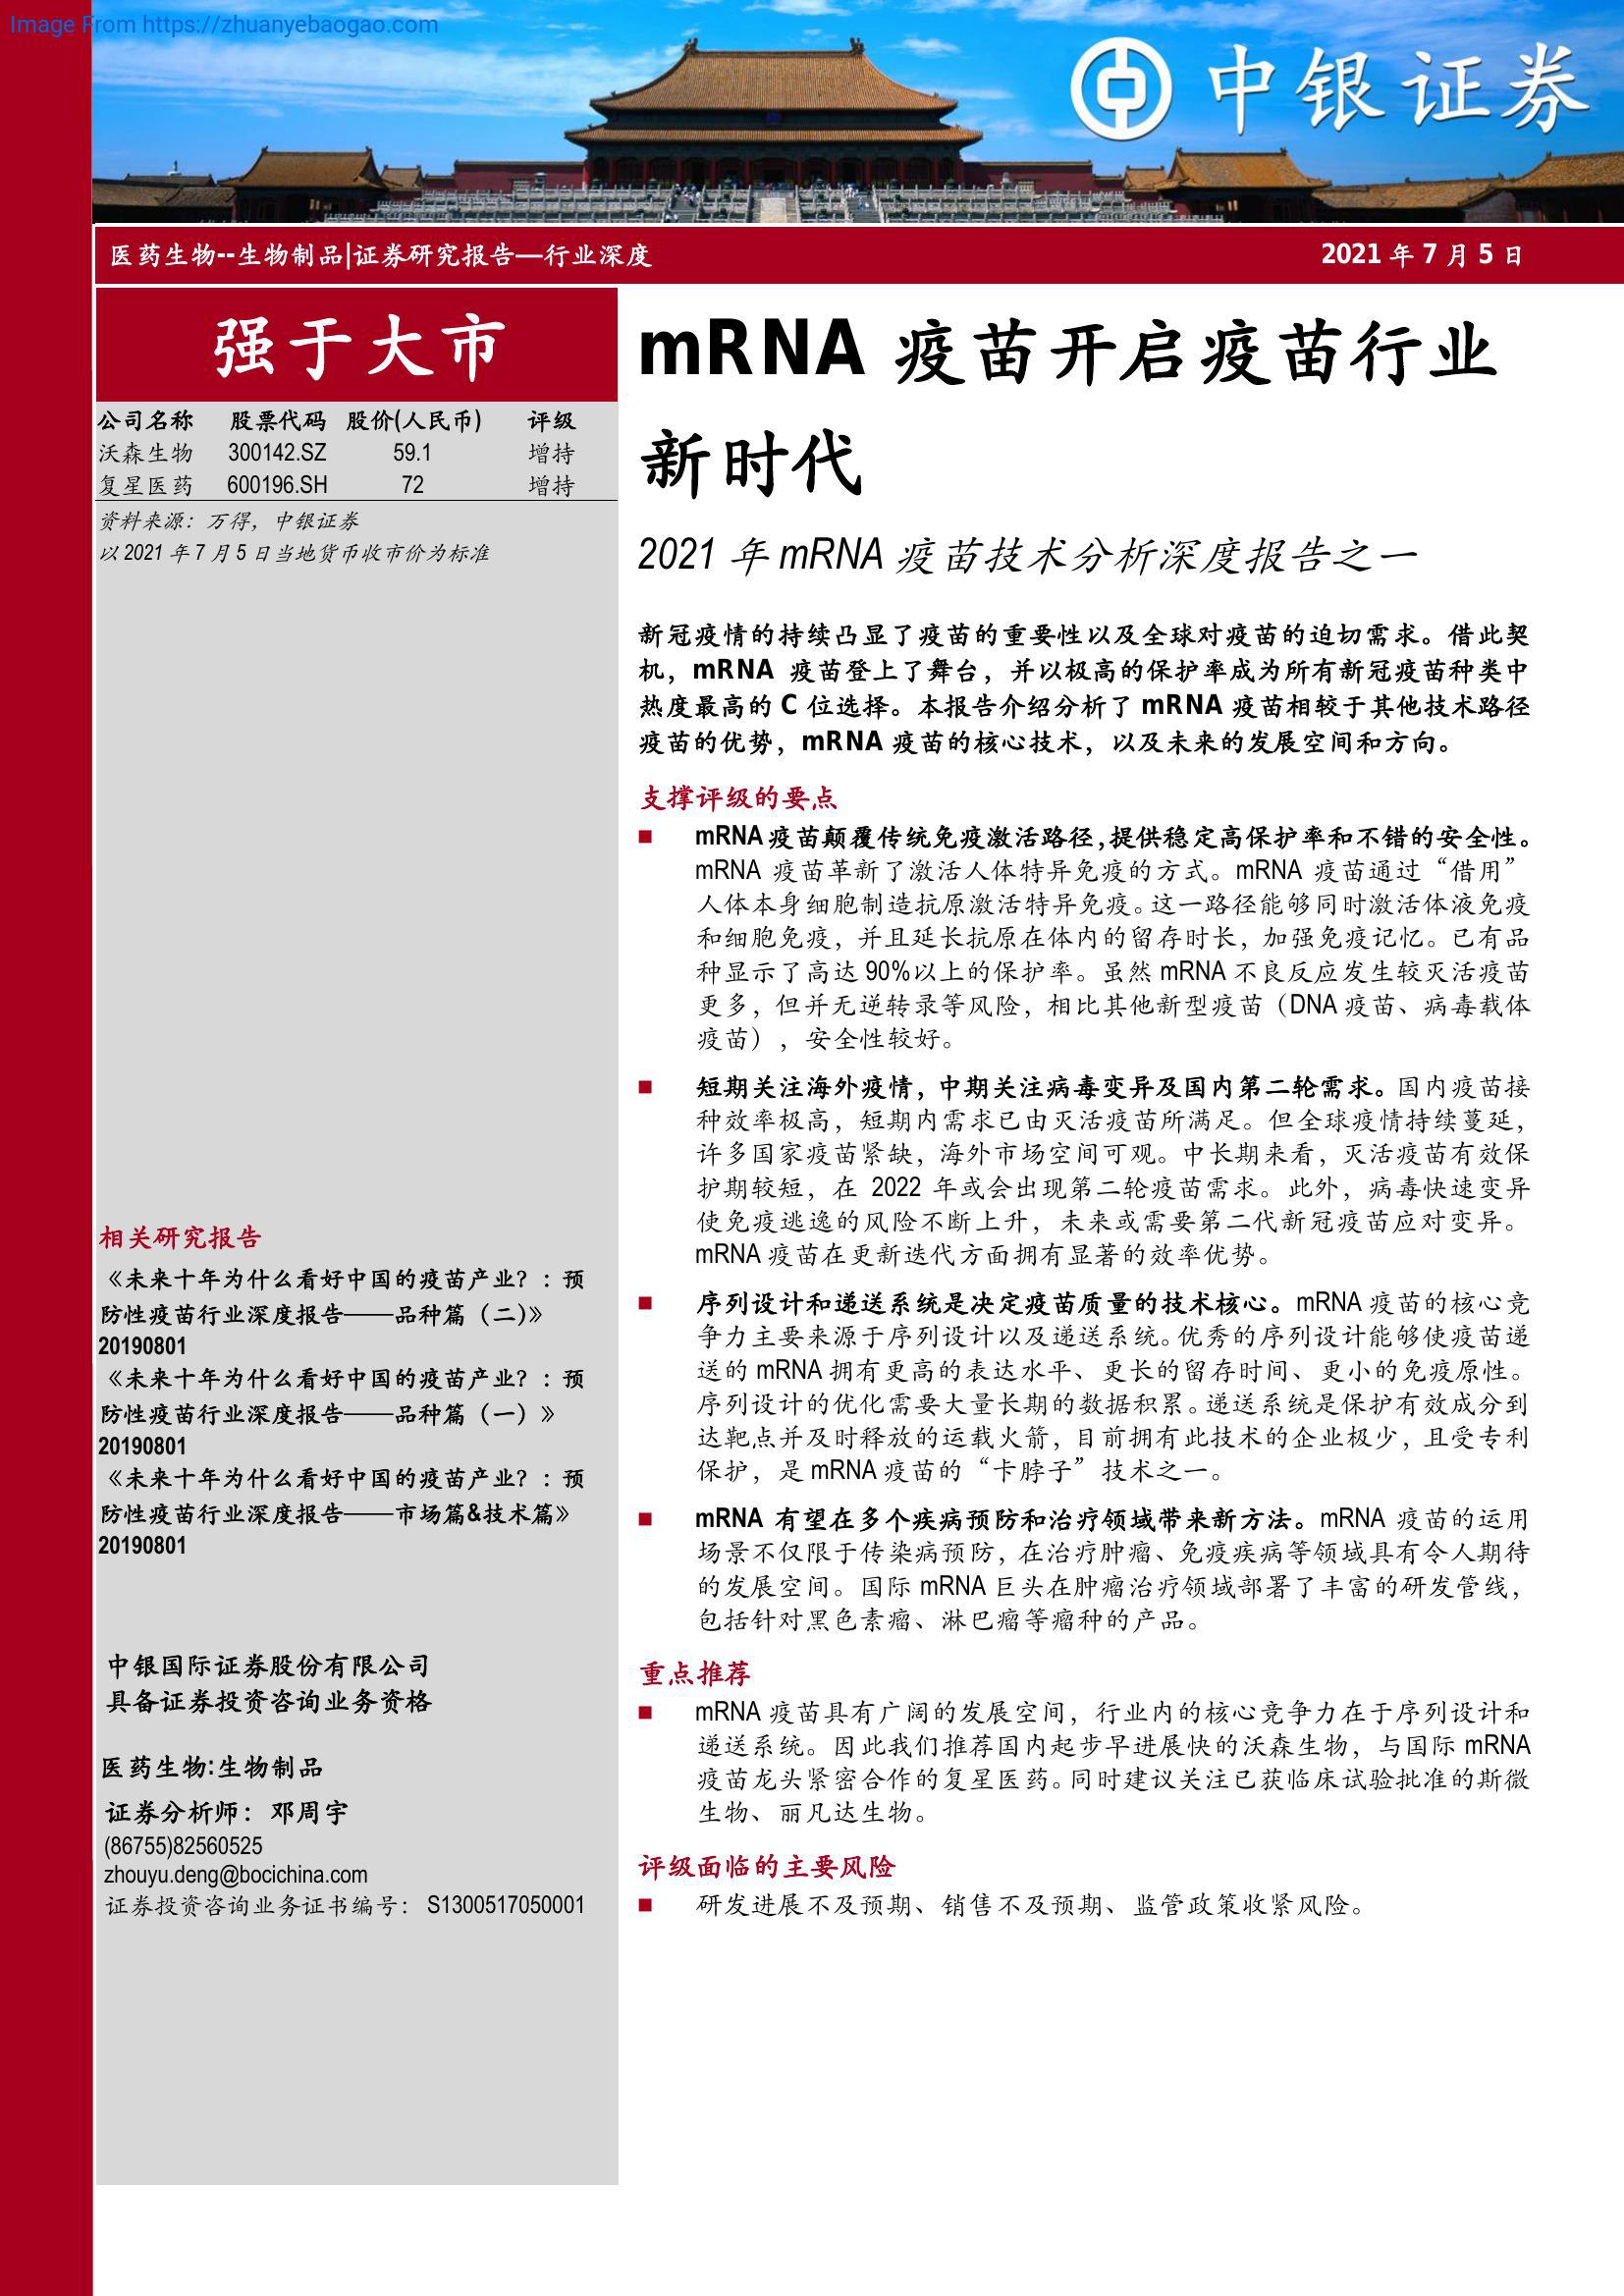 Image From https://zhuanyebaogao.com
中银证券
医药生物--生物制品|证券研究报告—行业深度
2021 年 7 月 5 日
强于大市
公司名称 股票代码 股价(人民币) 评级
沃森生物 300142.SZ 59.1 增持
复星医药 600196.SH 72 增持
资料来源：万得，中银证券
以 2021 年 7 月 5 日当地货币收市价为标准
相关研究报告
《未来十年为什么看好中国的疫苗产业？：预
防性疫苗行业深度报告——品种篇（二)》
20190801
《未来十年为什么看好中国的疫苗产业？：预
防性疫苗行业深度报告——品种篇（一）》
20190801
《未来十年为什么看好中国的疫苗产业？：预
防性疫苗行业深度报告——市场篇&技术篇》
20190801
中银国际证券股份有限公司
具备证券投资咨询业务资格
医药生物:生物制品
证券分析师：邓周宇
(86755)82560525
zhouyu.deng@bocichina.com
证券投资咨询业务证书编号：S1300517050001
mRNA 疫苗开启疫苗行业
新时代
2021 年 mRNA 疫苗技术分析深度报告之一
新冠疫情的持续凸显了疫苗的重要性以及全球对疫苗的迫切需求。借此契
机，mRNA 疫苗登上了舞台，并以极高的保护率成为所有新冠疫苗种类中
热度最高的 C 位选择。本报告介绍分析了 mRNA 疫苗相较于其他技术路径
疫苗的优势，mRNA 疫苗的核心技术，以及未来的发展空间和方向。
支撑评级的要点
■ mRNA 疫苗颠覆传统免疫激活路径,提供稳定高保护率和不错的安全性。
mRNA 疫苗革新了激活人体特异免疫的方式。mRNA 疫苗通过“借用”
人体本身细胞制造抗原激活特异免疫。这一路径能够同时激活体液免疫
和细胞免疫，并且延长抗原在体内的留存时长，加强免疫记忆。已有品
种显示了高达 90%以上的保护率。虽然 mRNA 不良反应发生较灭活疫苗
更多，但并无逆转录等风险，相比其他新型疫苗（DNA 疫苗、病毒载体
疫苗），安全性较好。
■ 短期关注海外疫情，中期关注病毒变异及国内第二轮需求。国内疫苗接
种效率极高，短期内需求已由灭活疫苗所满足。但全球疫情持续蔓延，
许多国家疫苗紧缺，海外市场空间可观。中长期来看，灭活疫苗有效保
护期较短，在 2022 年或会出现第二轮疫苗需求。此外，病毒快速变异
使免疫逃逸的风险不断上升，未来或需要第二代新冠疫苗应对变异。
mRNA 疫苗在更新迭代方面拥有显著的效率优势。
■ 序列设计和递送系统是决定疫苗质量的技术核心。mRNA 疫苗的核心竞
争力主要来源于序列设计以及递送系统。优秀的序列设计能够使疫苗递
送的 mRNA 拥有更高的表达水平、更长的留存时间、更小的免疫原性。
序列设计的优化需要大量长期的数据积累。递送系统是保护有效成分到
达靶点并及时释放的运载火箭，目前拥有此技术的企业极少，且受专利
保护，是 mRNA 疫苗的“卡脖子”技术之一。
■ mRNA 有望在多个疾病预防和治疗领域带来新方法。mRNA 疫苗的运用
场景不仅限于传染病预防，在治疗肿瘤、免疫疾病等领域具有令人期待
的发展空间。国际 mRNA 巨头在肿瘤治疗领域部署了丰富的研发管线，
包括针对黑色素瘤、淋巴瘤等瘤种的产品。
重点推荐
■ mRNA 疫苗具有广阔的发展空间，行业内的核心竞争力在于序列设计和
递送系统。因此我们推荐国内起步早进展快的沃森生物，与国际 mRNA
疫苗龙头紧密合作的复星医药。同时建议关注已获临床试验批准的斯微
生物、丽凡达生物。
评级面临的主要风险
■ 研发进展不及预期、销售不及预期、监管政策收紧风险。